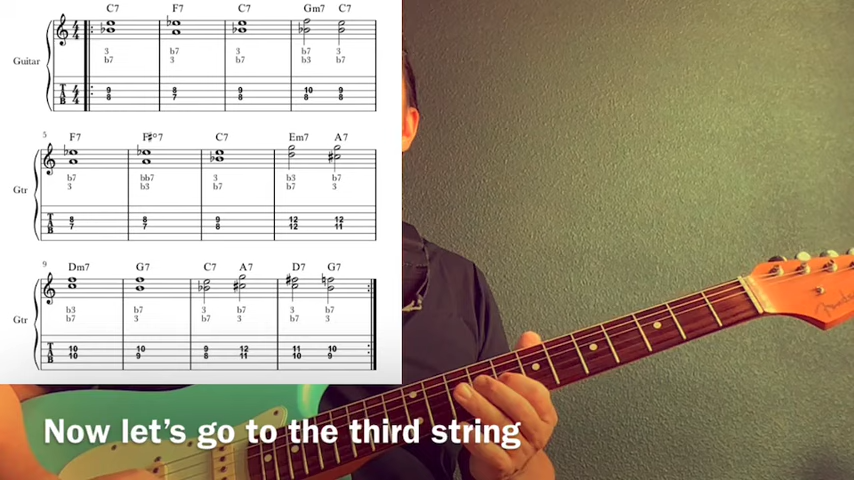 C7 F7 C7 Gm7 C7
Guitar
3 b7 3 b7 3
b7 3 b7 b3 b7
T A B 4 4
9 8 9 10 9
8 7 8 8 8
5
F7 F#°7 C7 Em7 A7
Gtr
b7 bb7 3 b3 b7
3 b3 b7 b7 3
T A B
8 8 9 12 12
7 7 8 12 11
9
Dm7 G7 C7 A7 D7 G7
Gtr
b3 b7 3 b7 3 b7
b7 3 b7 3 b7 3
T A B
10 10 9 12 11 10
10 9 8 11 10 9
Now let's go to the third string